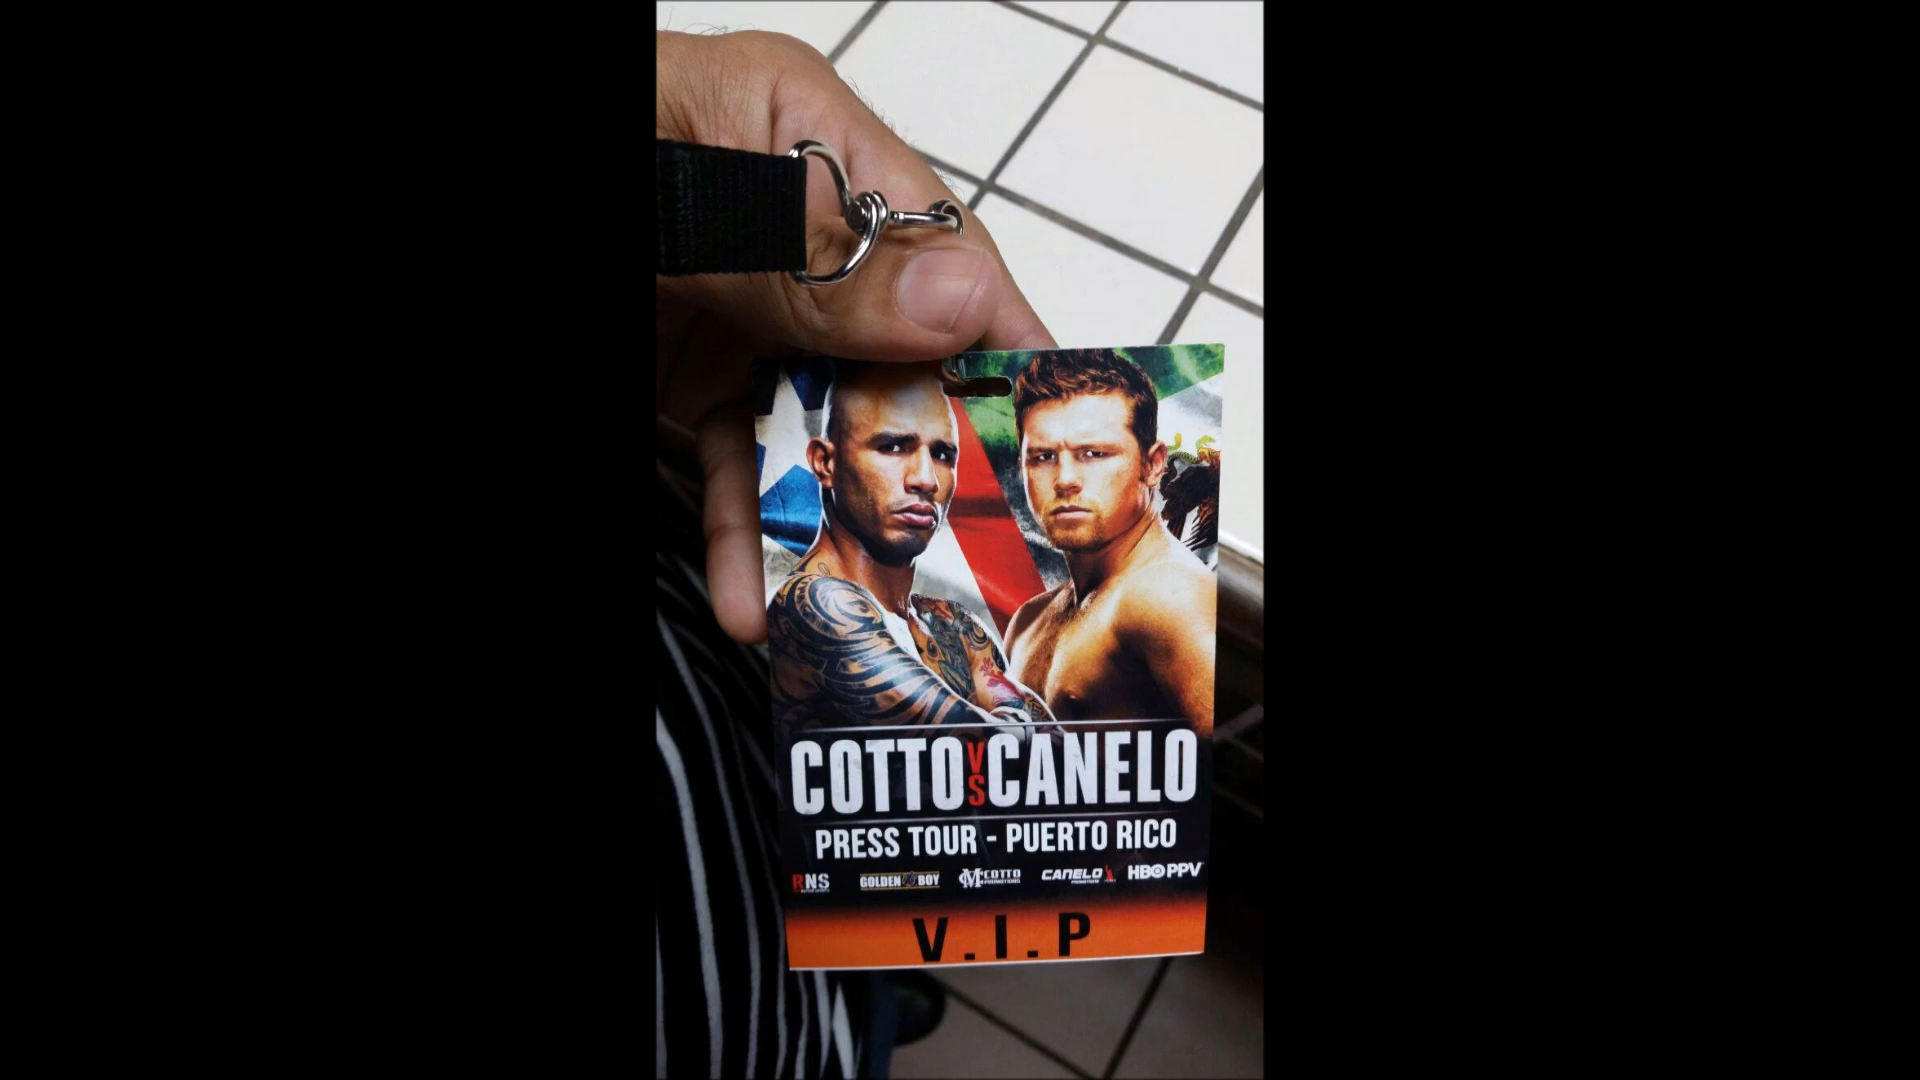 COTTO VS CANELO
PRESS TOUR - PUERTO RICO
RNS GOLDEN BOY COTTO CANELO HBO PPV
V.I.P